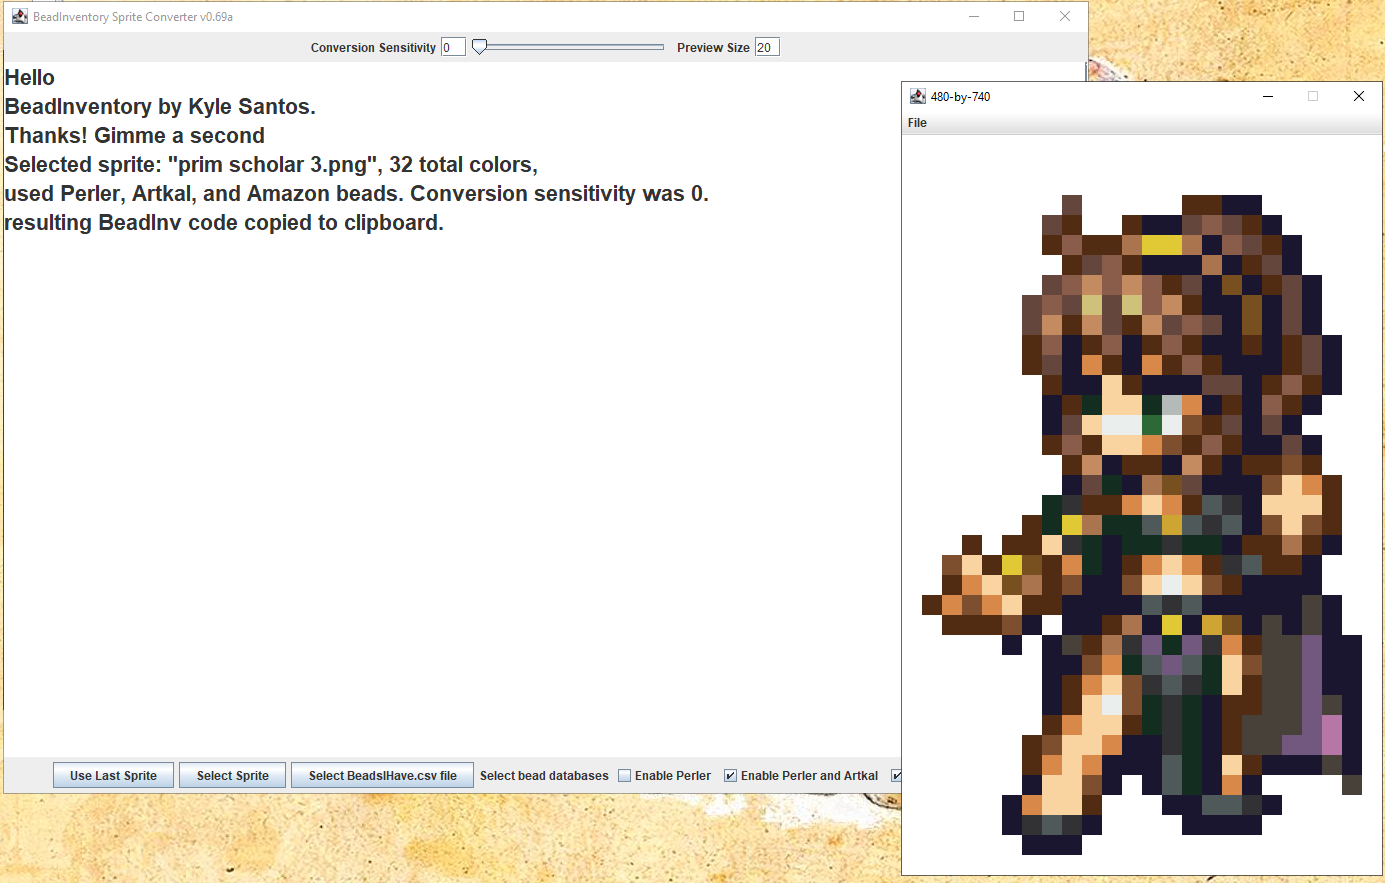 BeadInventory Sprite Converter v0.69a
Conversion Sensitivity 0 Preview Size 20
Hello
BeadInventory by Kyle Santos.
Thanks! Gimme a second
Selected sprite: "prim scholar 3.png", 32 total colors,
used Perler, Artkal, and Amazon beads. Conversion sensitivity was 0.
resulting BeadInv code copied to clipboard.
480-by-740
File
Use Last Sprite Select Sprite Select BeadsIHave.csv file Select bead databases Enable Perler Enable Perler and Artkal